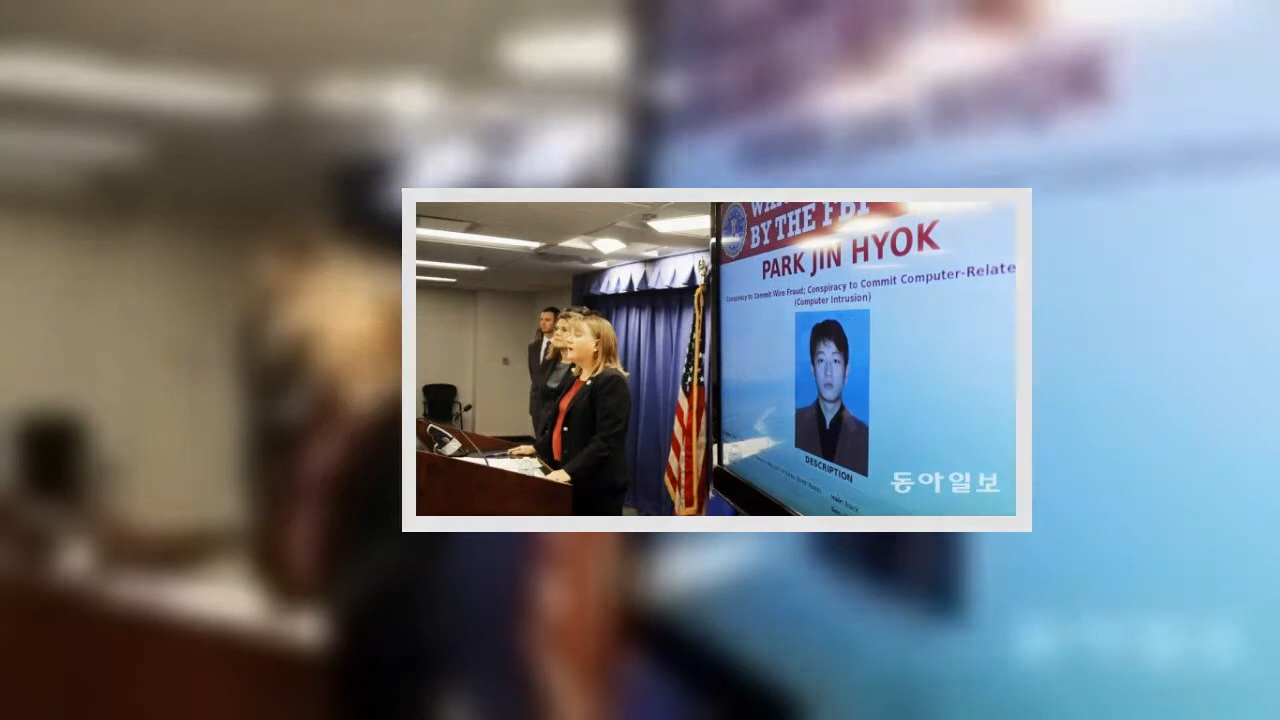 BY THE FBI
PARK JIN HYOK
Conspiracy to Commit Wire Fraud; Conspiracy to Commit Computer-Relate
(Computer Intrusion)
DESCRIPTION
동아일보